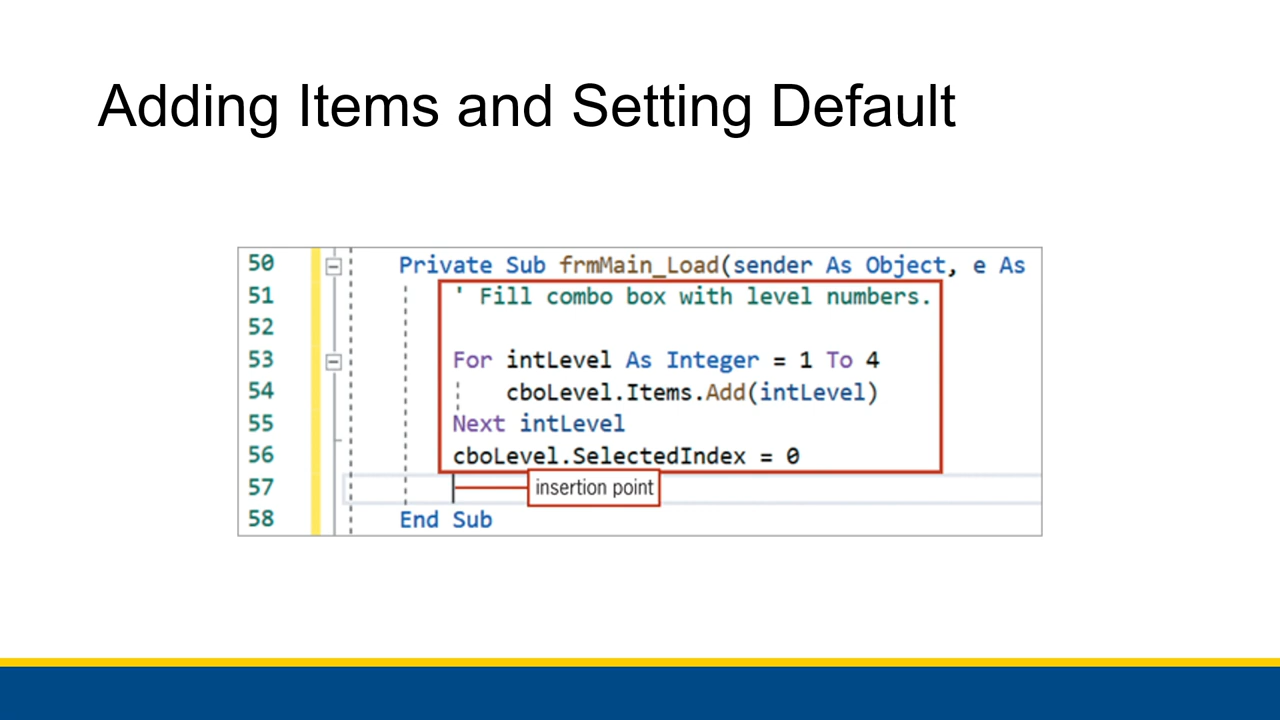 Adding Items and Setting Default
50 Private Sub frmMain_Load(sender As Object, e As
51 ' Fill combo box with level numbers.
52
53 For intLevel As Integer = 1 To 4
54 cboLevel.Items.Add(intLevel)
55 Next intLevel
56 cboLevel.SelectedIndex = 0
57 insertion point
58 End Sub